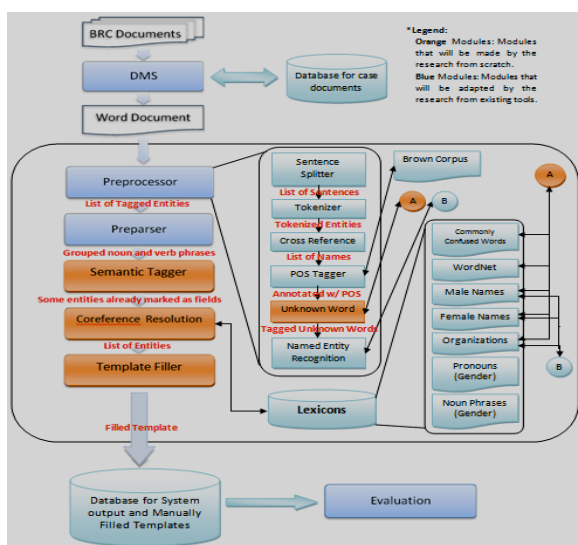 BRC Documents
DMS
Database for case
documents
Word Document
*Legend:
Orange Modules: Modules
that will be made by the
research from scratch.
Blue Modules: Modules that
will be adapted by the
research from existing tools.
Preprocessor
List of Tagged Entities
Preparser
Grouped noun and verb phrases
Semantic Tagger
Some entities already marked as fields
Coreference Resolution
List of Entities
Template Filler
Filled Template
Sentence
Splitter
List of Sentences
Tokenizer
Tokenized Entities
Cross Reference
List of Names
POS Tagger
Annotated w/ POS
Unknown Word
Tagged Unknown Words
Named Entity
Recognition
Lexicons
Brown Corpus
A
B
A
Commonly
Confused Words
WordNet
Male Names
Female Names
Organizations
Pronouns
(Gender)
Noun Phrases
(Gender)
B
Database for System
output and Manually
Filled Templates
Evaluation